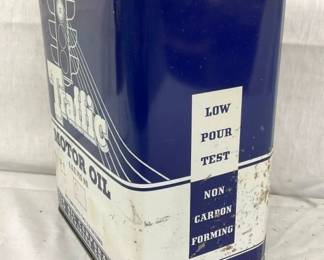 Traffic
MOTOR OIL
LOW
POUR
TEST
NON
CARBON
FORMING